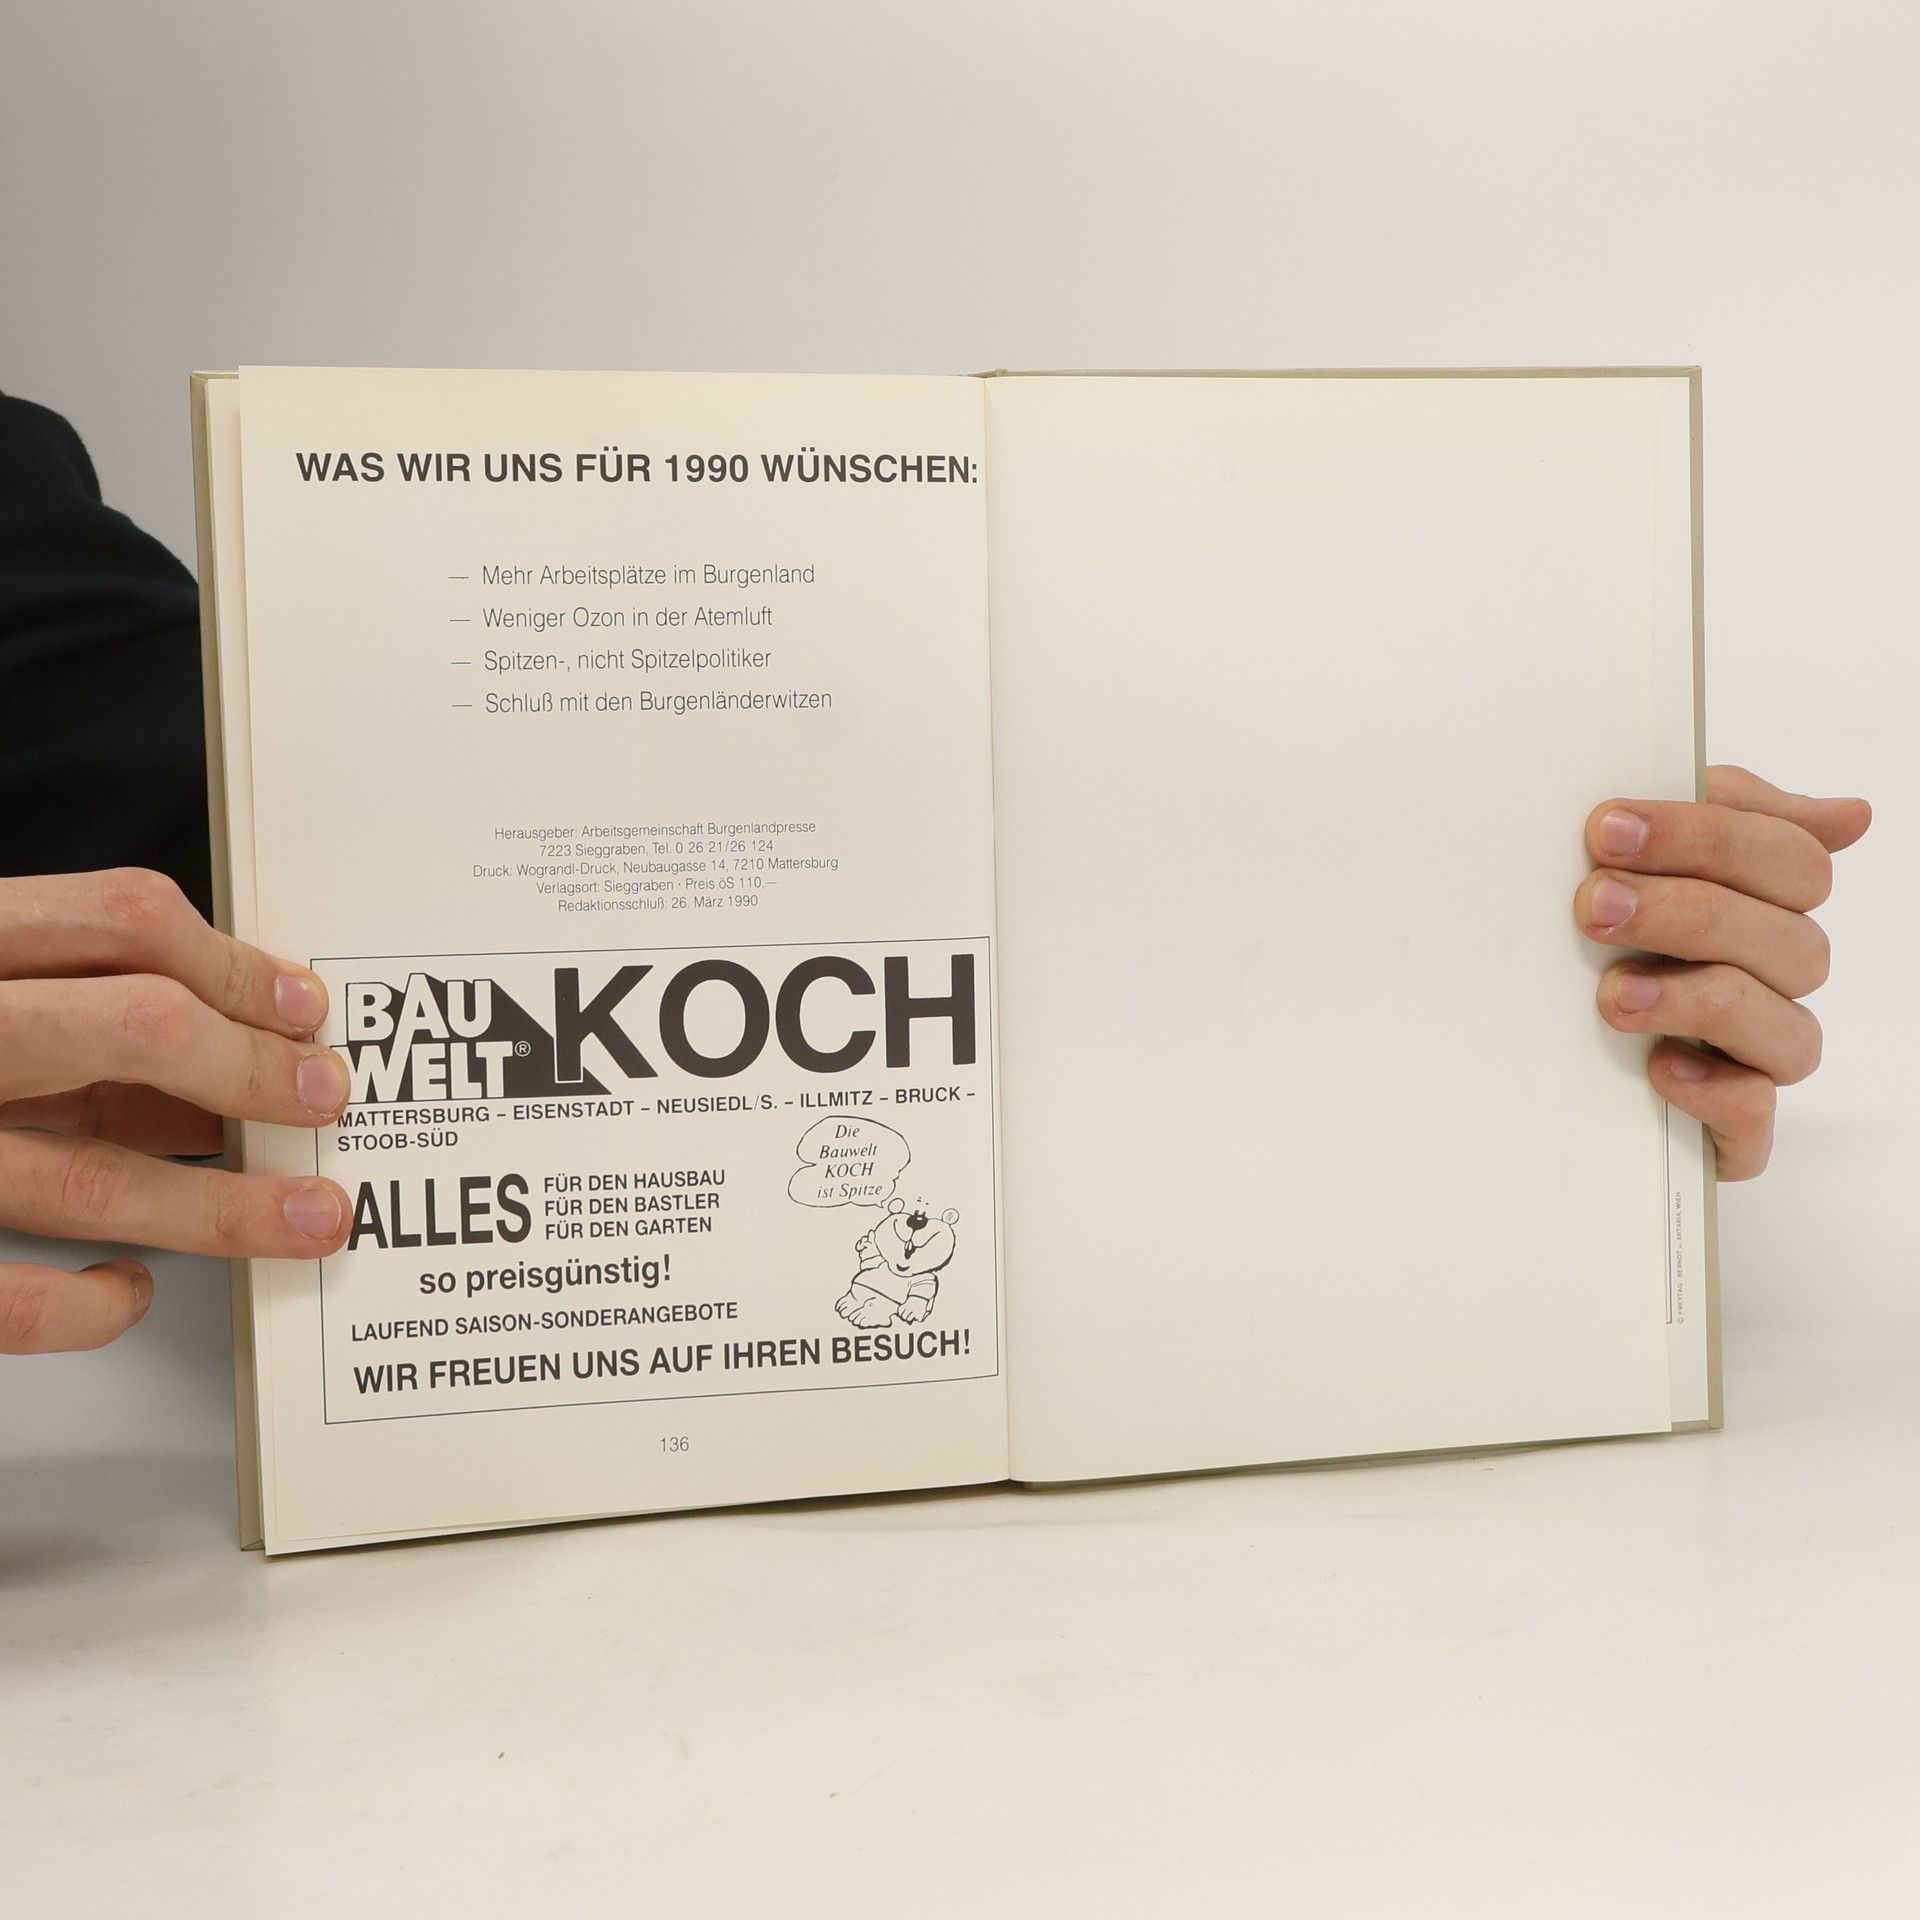 WAS WIR UNS FÜR 1990 WÜNSCHEN:
— Mehr Arbeitsplätze im Burgenland
— Weniger Ozon in der Atemluft
— Spitzen-, nicht Spitzelpolitiker
— Schluß mit den Burgenländerwitzen
Herausgeber: Arbeitsgemeinschaft Burgenlandpresse
7223 Sieggraben, Tel. 0 26 21/26 124
Druck: Wograndl-Druck, Neubaugasse 14, 7210 Mattersburg
Verlagsort: Sieggraben · Preis öS 110,—
Redaktionsschluß: 26. März 1990
BAU
WELT® KOCH
MATTERSBURG – EISENSTADT – NEUSIEDL/S. – ILLMITZ – BRUCK –
STOOB-SÜD
Die
Bauwelt
KOCH
ist Spitze
ALLES FÜR DEN HAUSBAU
FÜR DEN BASTLER
FÜR DEN GARTEN
so preisgünstig!
LAUFEND SAISON-SONDERANGEBOTE
WIR FREUEN UNS AUF IHREN BESUCH!
136
© FREYTAG - BERNDT u. ARTARIA, WIEN